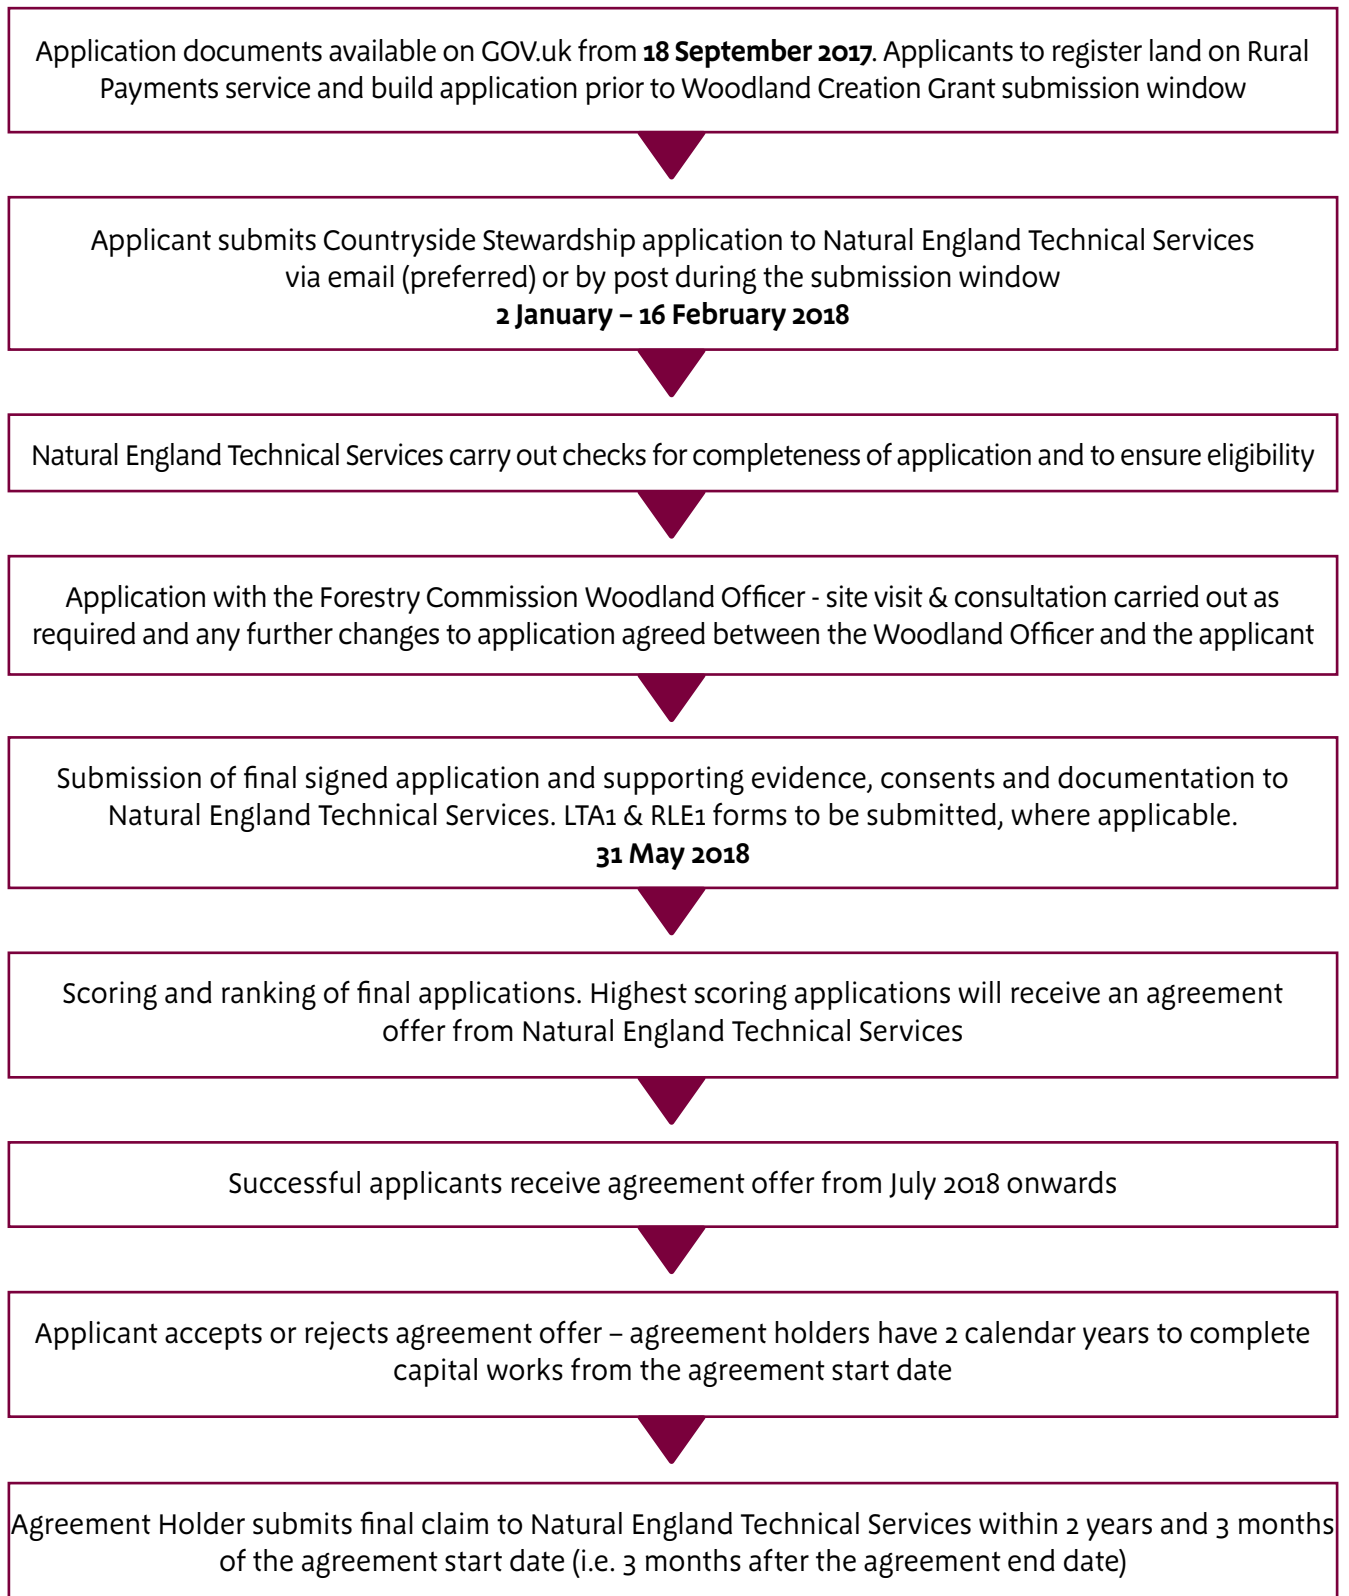 Application documents available on GOV.uk from 18 September 2017. Applicants to register land on Rural
Payments service and build application prior to Woodland Creation Grant submission window
Applicant submits Countryside Stewardship application to Natural England Technical Services
via email (preferred) or by post during the submission window
2 January – 16 February 2018
Natural England Technical Services carry out checks for completeness of application and to ensure eligibility
Application with the Forestry Commission Woodland Officer - site visit & consultation carried out as
required and any further changes to application agreed between the Woodland Officer and the applicant
Submission of final signed application and supporting evidence, consents and documentation to
Natural England Technical Services. LTA1 & RLE1 forms to be submitted, where applicable.
31 May 2018
Scoring and ranking of final applications. Highest scoring applications will receive an agreement
offer from Natural England Technical Services
Successful applicants receive agreement offer from July 2018 onwards
Applicant accepts or rejects agreement offer – agreement holders have 2 calendar years to complete
capital works from the agreement start date
Agreement Holder submits final claim to Natural England Technical Services within 2 years and 3 months
of the agreement start date (i.e. 3 months after the agreement end date)